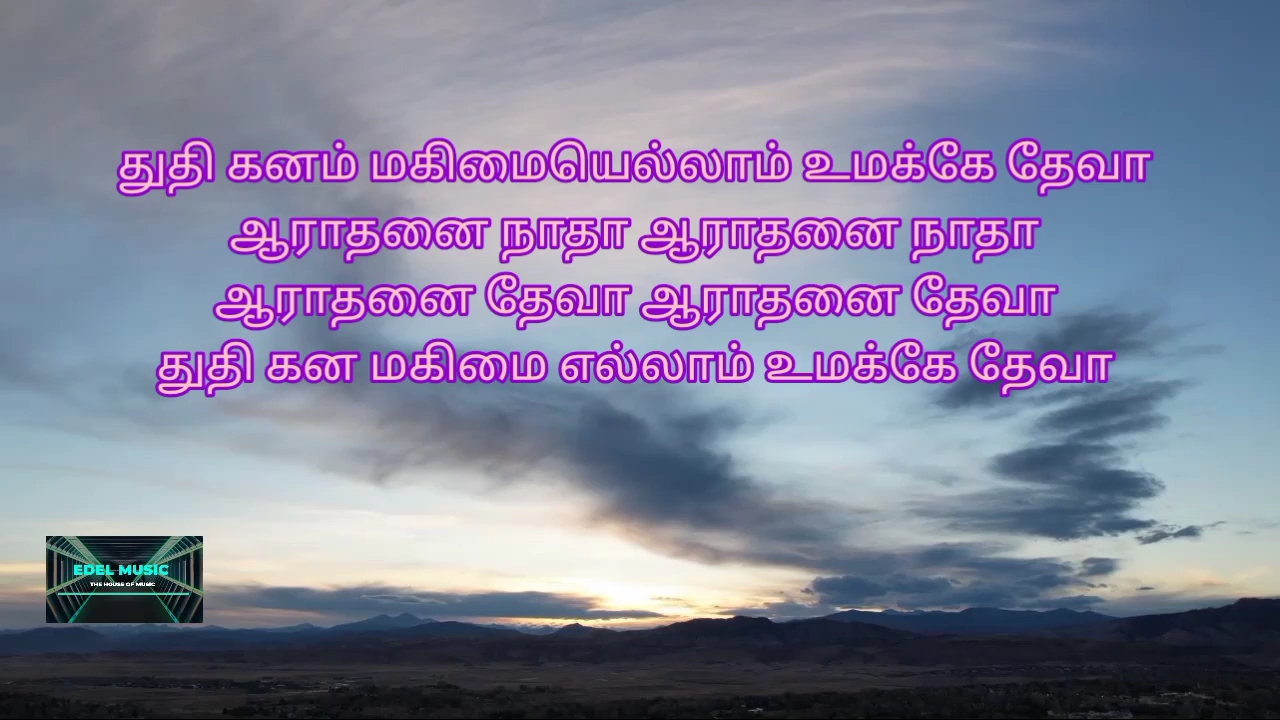 துதி கனம் மகிமையெல்லாம் உமக்கே தேவா
ஆராதனை நாதா ஆராதனை நாதா
ஆராதனை தேவா ஆராதனை தேவா
துதி கன மகிமை எல்லாம் உமக்கே தேவா
EDEL MUSIC
THE HOUSE OF MUSIC